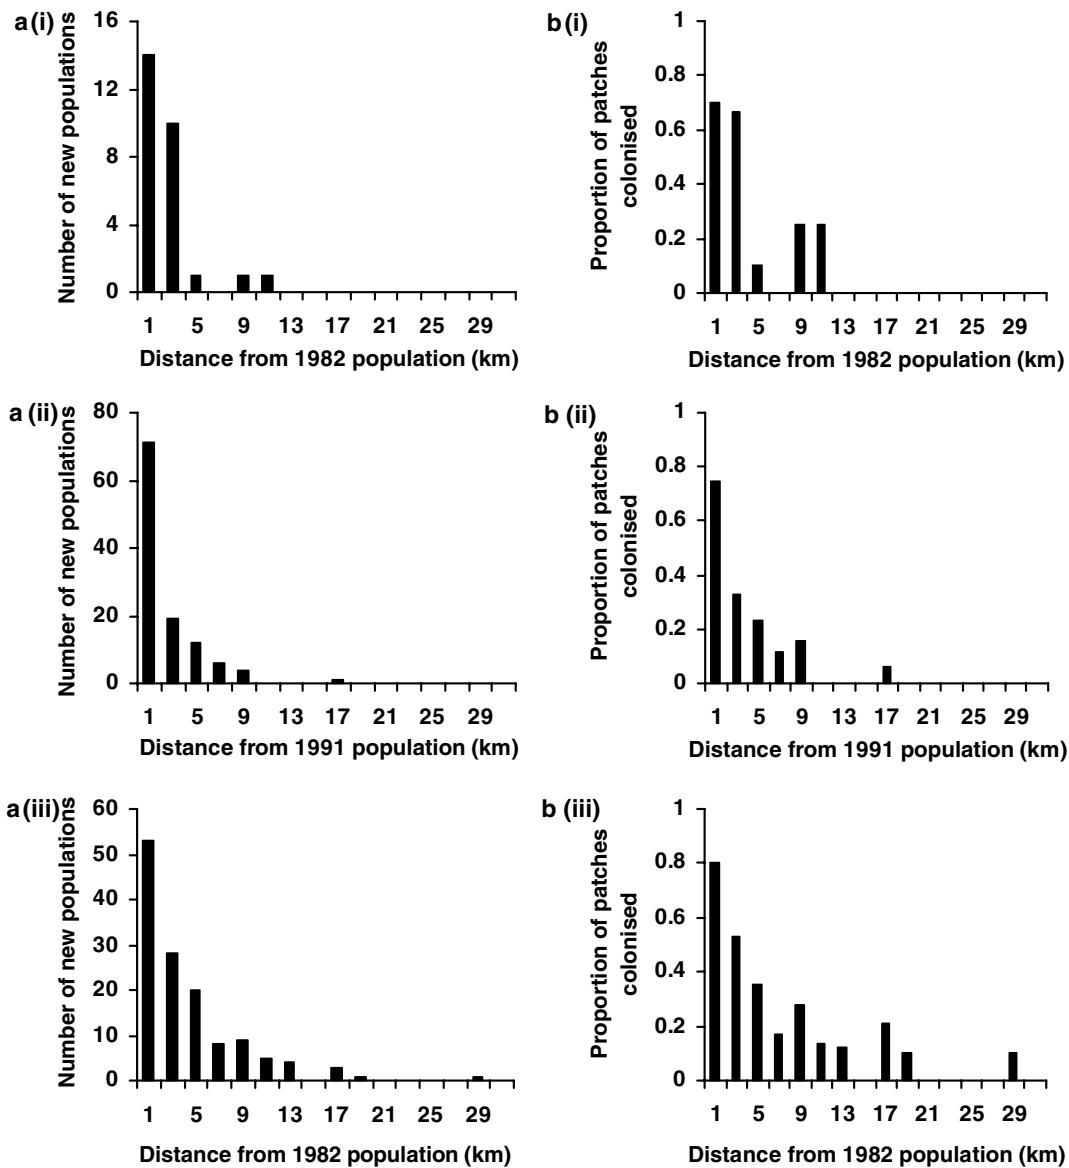 a(i)
Number of new populations
16
12
8
4
0
1 5 9 13 17 21 25 29
Distance from 1982 population (km)
b(i)
Proportion of patches
colonised
1
0.8
0.6
0.4
0.2
0
1 5 9 13 17 21 25 29
Distance from 1982 population (km)
a (ii)
Number of new populations
80
60
40
20
0
1 5 9 13 17 21 25 29
Distance from 1991 population (km)
b (ii)
Proportion of patches
colonised
1
0.8
0.6
0.4
0.2
0
1 5 9 13 17 21 25 29
Distance from 1991 population (km)
a(iii)
Number of new populations
60
50
40
30
20
10
0
1 5 9 13 17 21 25 29
Distance from 1982 population (km)
b (iii)
Proportion of patches
colonised
1
0.8
0.6
0.4
0.2
0
1 5 9 13 17 21 25 29
Distance from 1982 population (km)